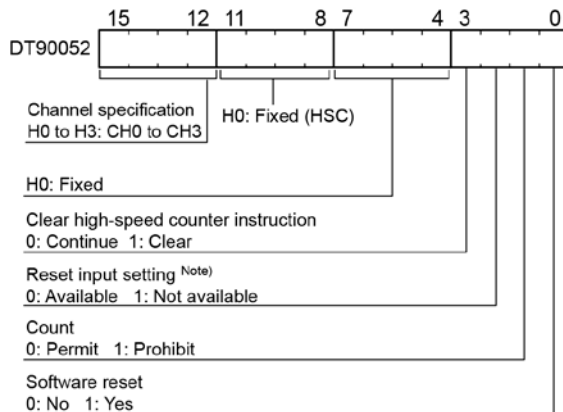 15 12 11 8 7 4 3 0
DT90052
Channel specification
H0 to H3: CH0 to CH3
H0: Fixed (HSC)
H0: Fixed
Clear high-speed counter instruction
0: Continue 1: Clear
Reset input setting Note)
0: Available 1: Not available
Count
0: Permit 1: Prohibit
Software reset
0: No 1: Yes